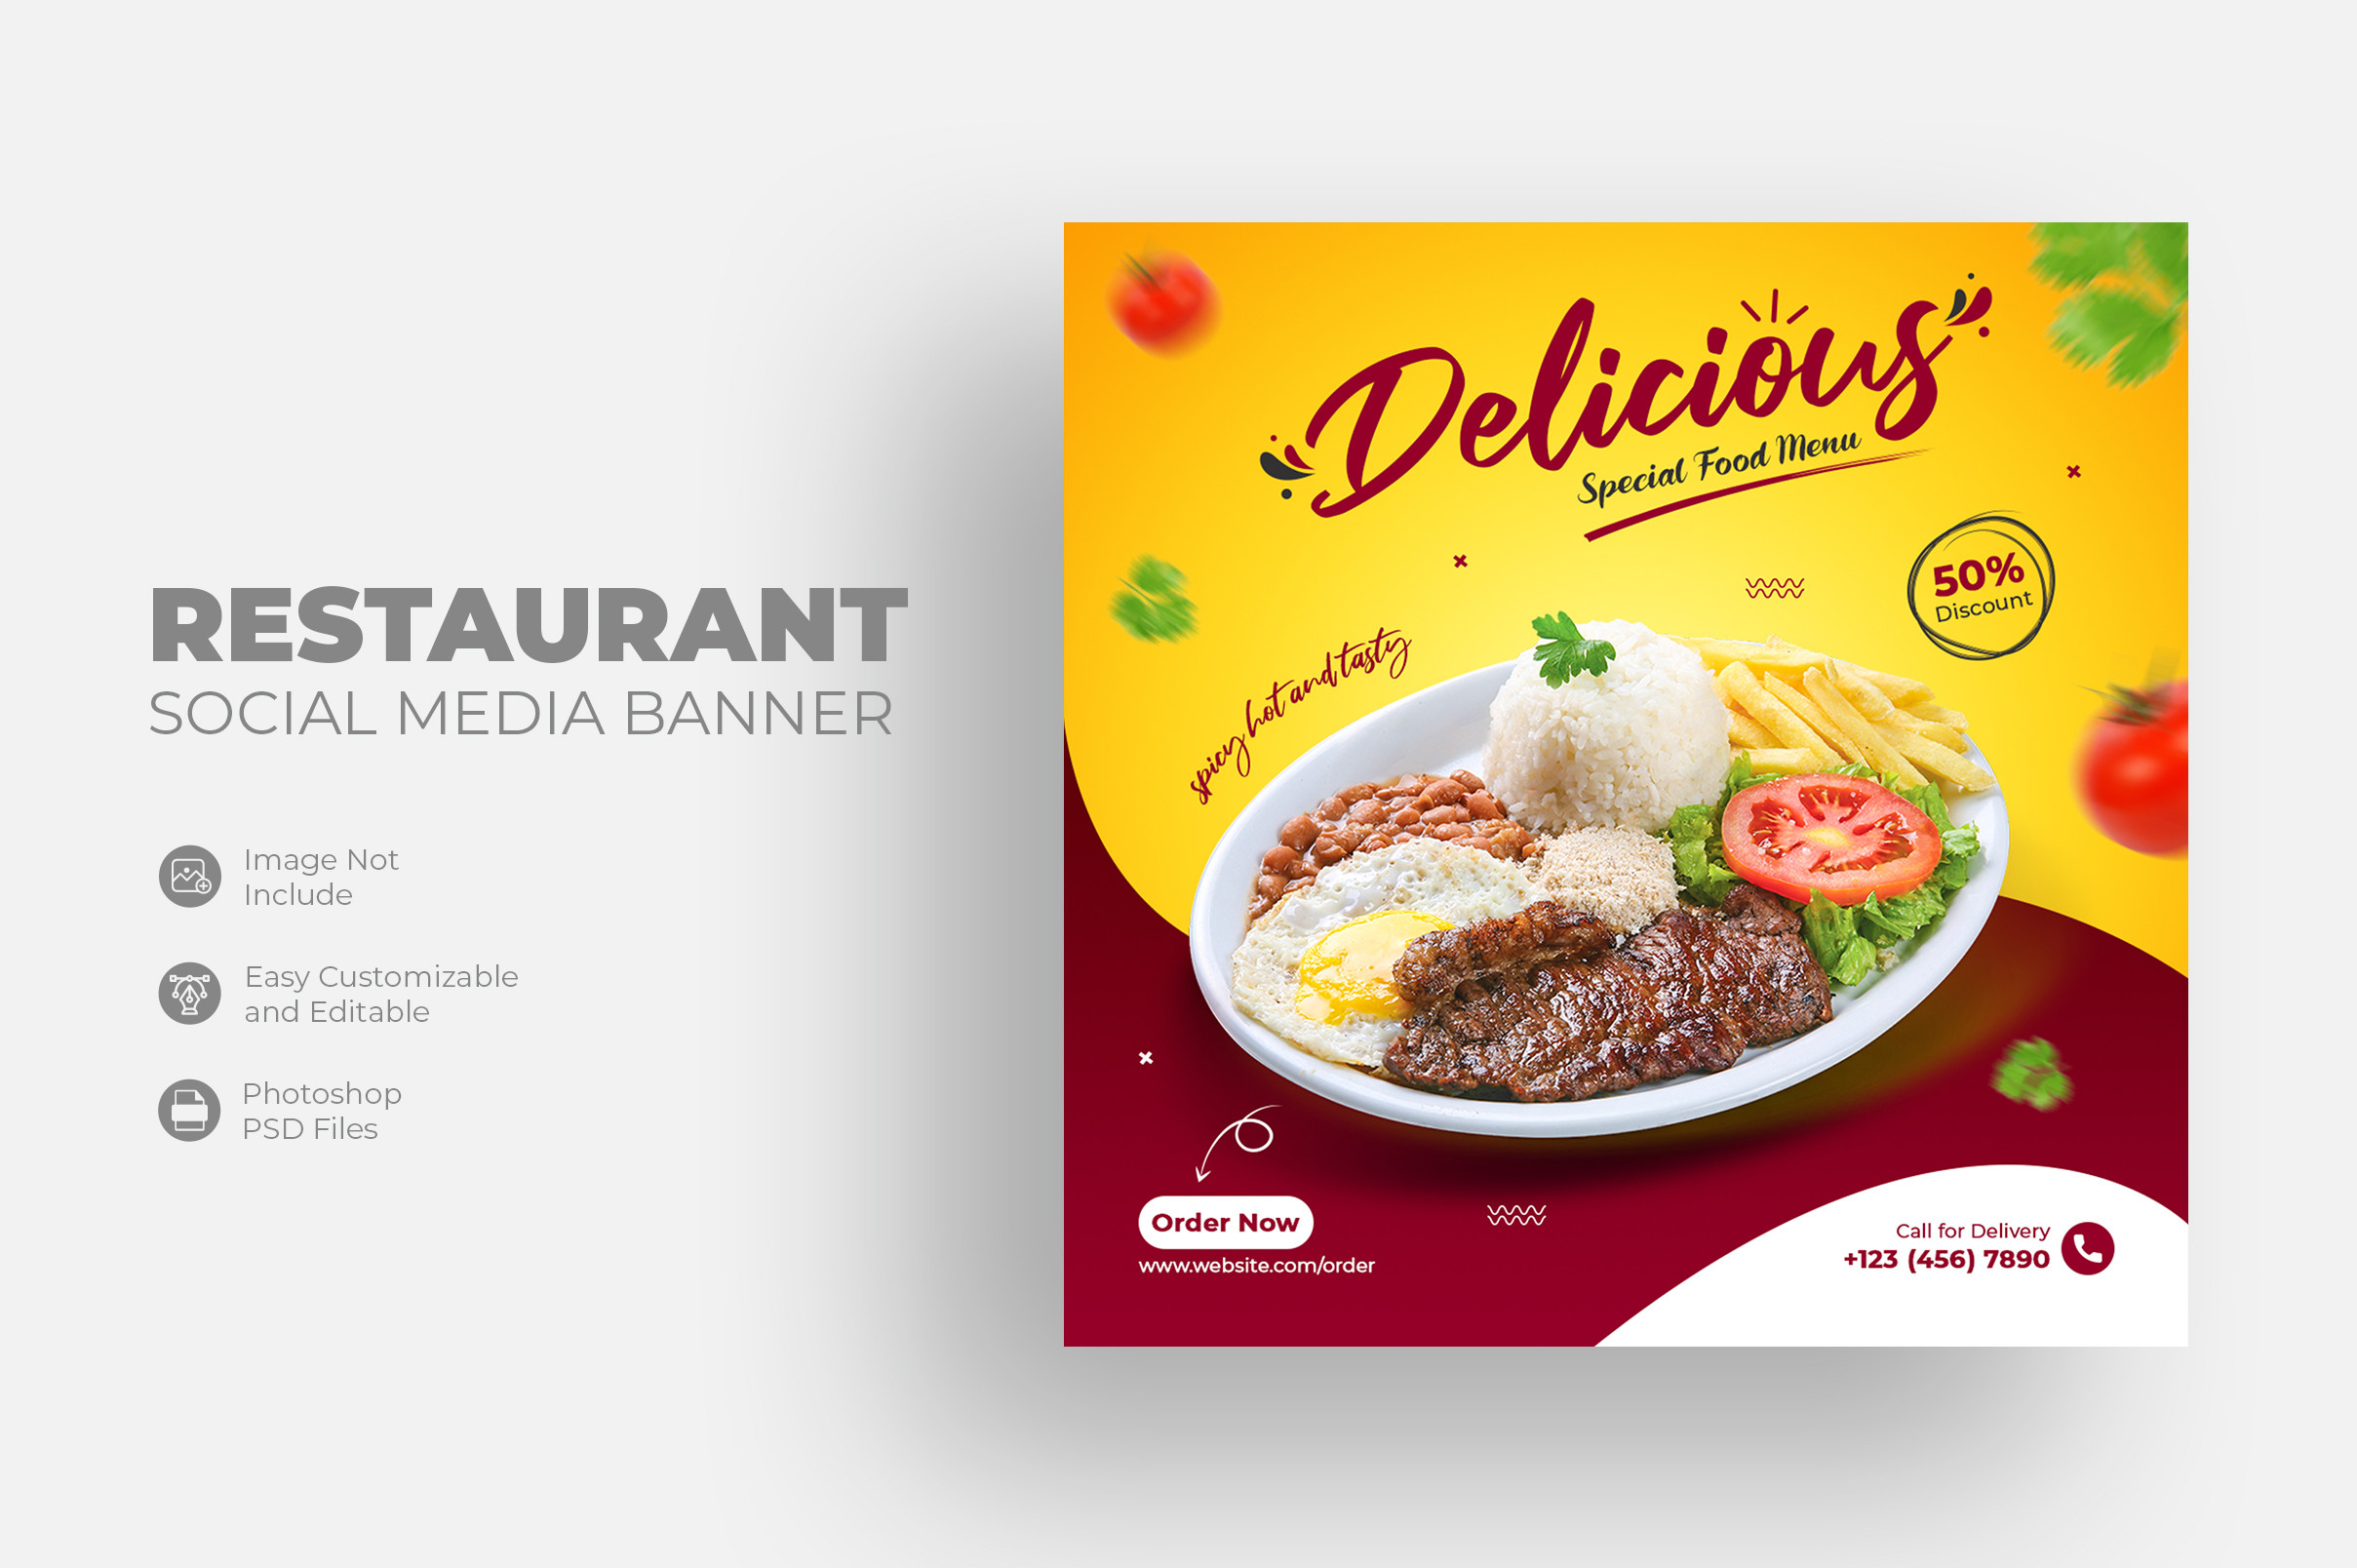 RESTAURANT
SOCIAL MEDIA BANNER
Image Not
Include
Easy Customizable
and Editable
Photoshop
PSD Files
Delicious
Special Food Menu
50%
Discount
spicy hot and tasty
Order Now
www.website.com/order
Call for Delivery
+123 (456) 7890